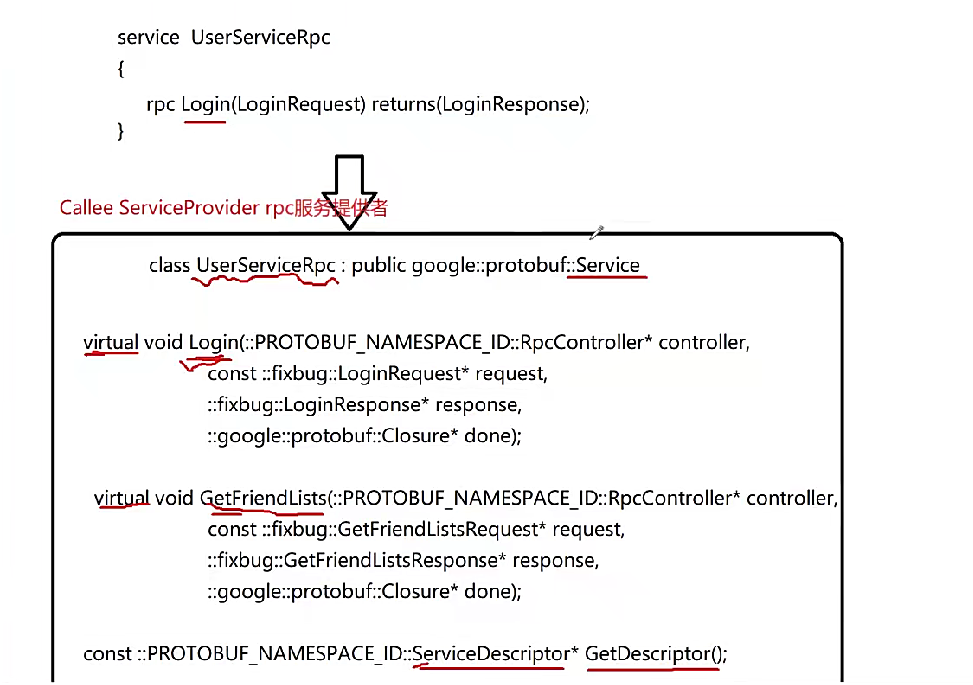 service UserServiceRpc
{
rpc Login(LoginRequest) returns(LoginResponse);
}
Callee ServiceProvider rpc服务提供者
class UserServiceRpc : public google::protobuf::Service
virtual void Login(::PROTOBUF_NAMESPACE_ID::RpcController* controller,
const ::fixbug::LoginRequest* request,
::fixbug::LoginResponse* response,
::google::protobuf::Closure* done);
virtual void GetFriendLists(::PROTOBUF_NAMESPACE_ID::RpcController* controller,
const ::fixbug::GetFriendListsRequest* request,
::fixbug::GetFriendListsResponse* response,
::google::protobuf::Closure* done);
const ::PROTOBUF_NAMESPACE_ID::ServiceDescriptor* GetDescriptor();